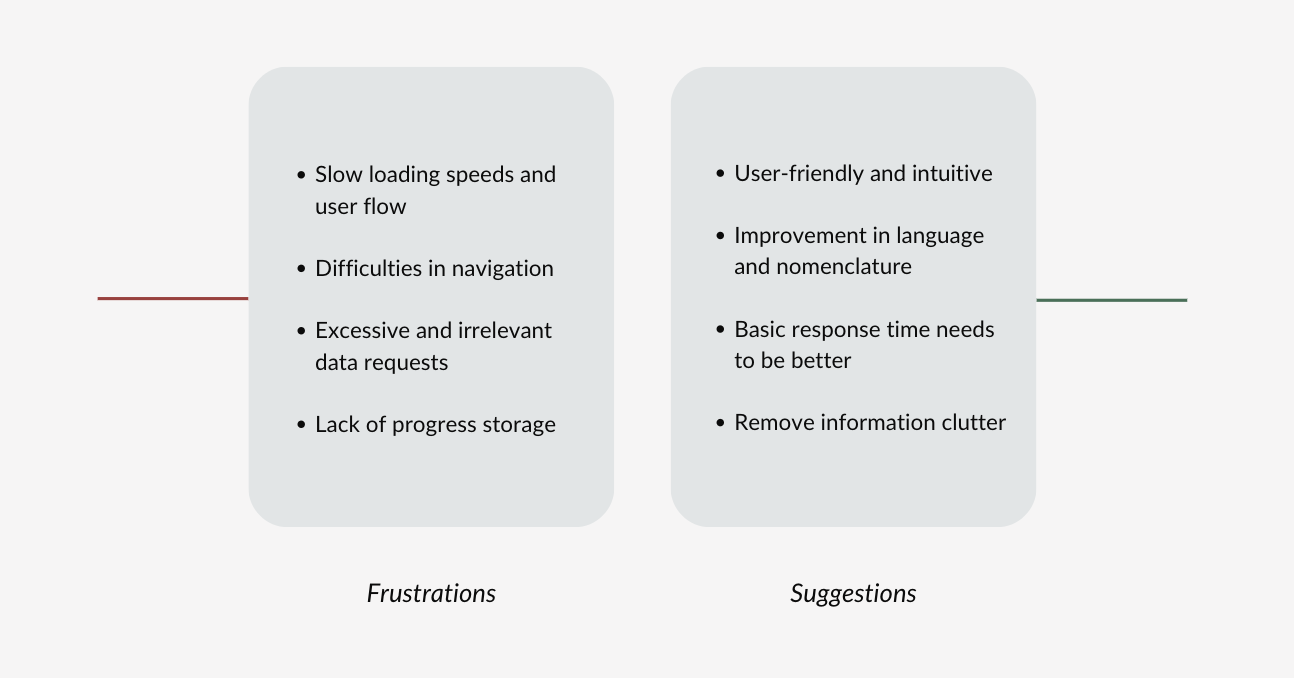 • Slow loading speeds and
user flow
• Difficulties in navigation
• Excessive and irrelevant
data requests
• Lack of progress storage
Frustrations
• User-friendly and intuitive
• Improvement in language
and nomenclature
• Basic response time needs
to be better
• Remove information clutter
Suggestions